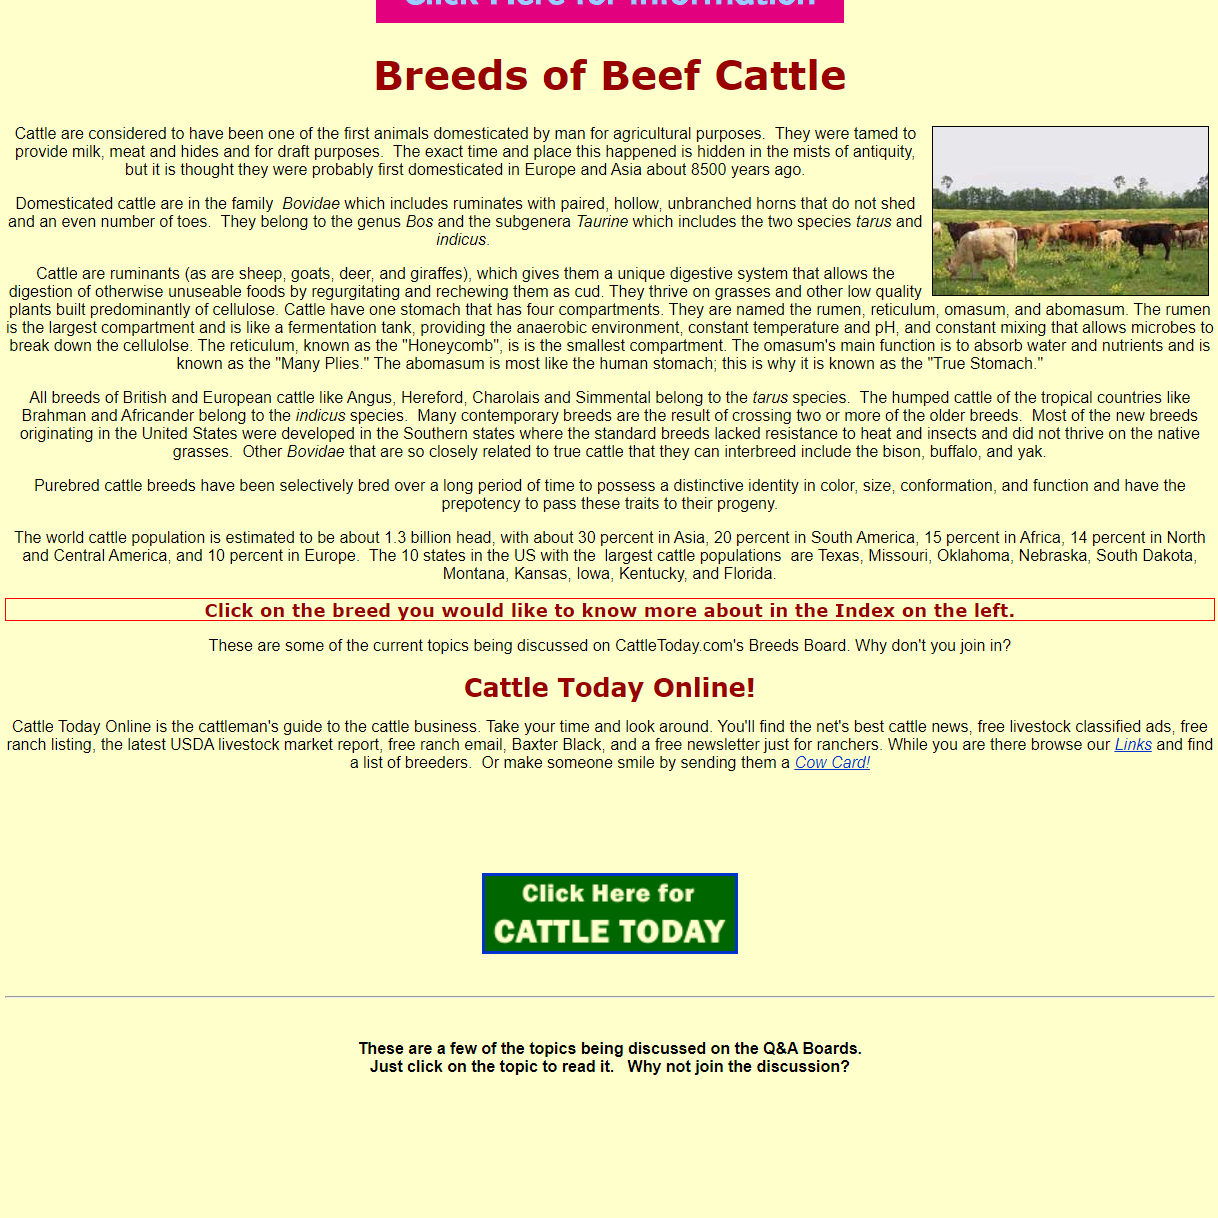 Click Here for Information
Breeds of Beef Cattle
Cattle are considered to have been one of the first animals domesticated by man for agricultural purposes.  They were tamed to
provide milk, meat and hides and for draft purposes.  The exact time and place this happened is hidden in the mists of antiquity,
but it is thought they were probably first domesticated in Europe and Asia about 8500 years ago.
Domesticated cattle are in the family  Bovidae which includes ruminates with paired, hollow, unbranched horns that do not shed
and an even number of toes.  They belong to the genus Bos and the subgenera Taurine which includes the two species tarus and
indicus.
Cattle are ruminants (as are sheep, goats, deer, and giraffes), which gives them a unique digestive system that allows the
digestion of otherwise unuseable foods by regurgitating and rechewing them as cud. They thrive on grasses and other low quality
plants built predominantly of cellulose. Cattle have one stomach that has four compartments. They are named the rumen, reticulum, omasum, and abomasum. The rumen
is the largest compartment and is like a fermentation tank, providing the anaerobic environment, constant temperature and pH, and constant mixing that allows microbes to
break down the cellulolse. The reticulum, known as the "Honeycomb", is is the smallest compartment. The omasum's main function is to absorb water and nutrients and is
known as the "Many Plies." The abomasum is most like the human stomach; this is why it is known as the "True Stomach."
All breeds of British and European cattle like Angus, Hereford, Charolais and Simmental belong to the tarus species.  The humped cattle of the tropical countries like
Brahman and Africander belong to the indicus species.  Many contemporary breeds are the result of crossing two or more of the older breeds.  Most of the new breeds
originating in the United States were developed in the Southern states where the standard breeds lacked resistance to heat and insects and did not thrive on the native
grasses.  Other Bovidae that are so closely related to true cattle that they can interbreed include the bison, buffalo, and yak.
Purebred cattle breeds have been selectively bred over a long period of time to possess a distinctive identity in color, size, conformation, and function and have the
prepotency to pass these traits to their progeny.
The world cattle population is estimated to be about 1.3 billion head, with about 30 percent in Asia, 20 percent in South America, 15 percent in Africa, 14 percent in North
and Central America, and 10 percent in Europe.  The 10 states in the US with the  largest cattle populations  are Texas, Missouri, Oklahoma, Nebraska, South Dakota,
Montana, Kansas, Iowa, Kentucky, and Florida.
Click on the breed you would like to know more about in the Index on the left.
These are some of the current topics being discussed on CattleToday.com's Breeds Board. Why don't you join in?
Cattle Today Online!
Cattle Today Online is the cattleman's guide to the cattle business. Take your time and look around. You'll find the net's best cattle news, free livestock classified ads, free
ranch listing, the latest USDA livestock market report, free ranch email, Baxter Black, and a free newsletter just for ranchers. While you are there browse our Links and find
a list of breeders.  Or make someone smile by sending them a Cow Card!
Click Here for
CATTLE TODAY
These are a few of the topics being discussed on the Q&A Boards.
Just click on the topic to read it.   Why not join the discussion?